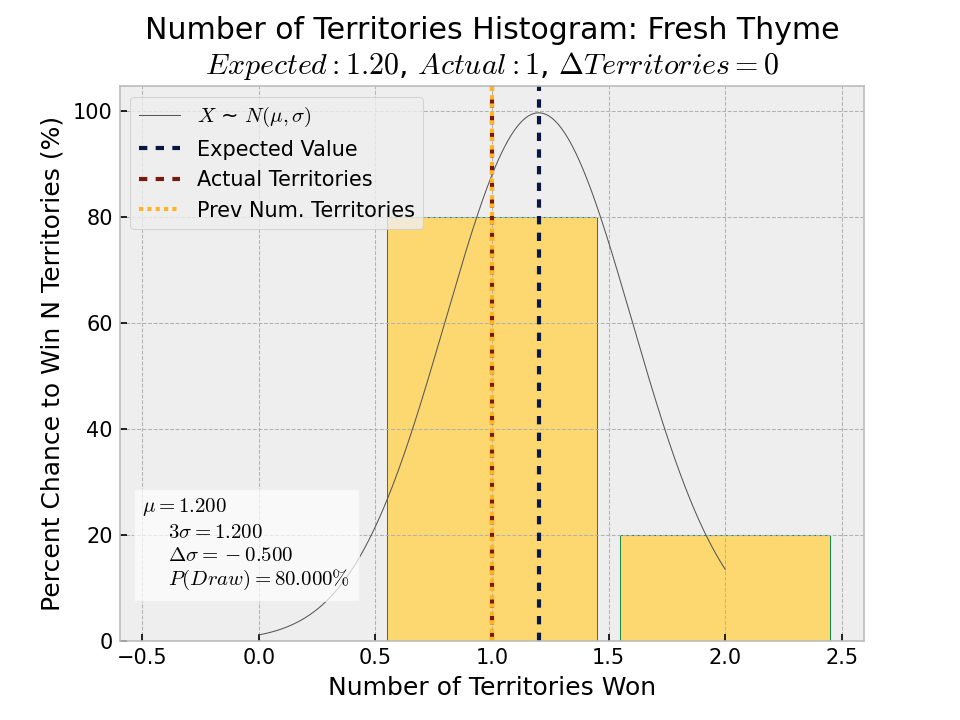 Number of Territories Histogram: Fresh Thyme
Expected : 1.20, Actual : 1, ΔTerritories = 0
Percent Chance to Win N Territories (%)
100
80
60
40
20
0
X ∼ N(μ, σ)
Expected Value
Actual Territories
Prev Num. Territories
μ = 1.200
3σ = 1.200
Δσ = −0.500
P(Draw) = 80.000%
−0.5 0.0 0.5 1.0 1.5 2.0 2.5
Number of Territories Won